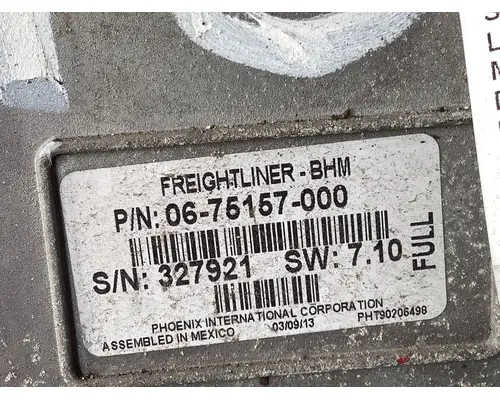 FREIGHTLINER - BHM
P/N: 06-75157-000
S/N: 327921 SW: 7.10
FULL
PHOENIX INTERNATIONAL CORPORATION
ASSEMBLED IN MEXICO 03/09/13 PHT90206498